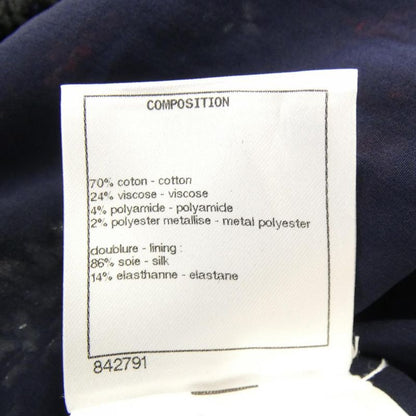 COMPOSITION
70% coton - cotton
24% viscose - viscose
4% polyamide - polyamide
2% polyester metallise - metal polyester
doublure - lining :
86% soie - silk
14% elasthanne - elastane
842791